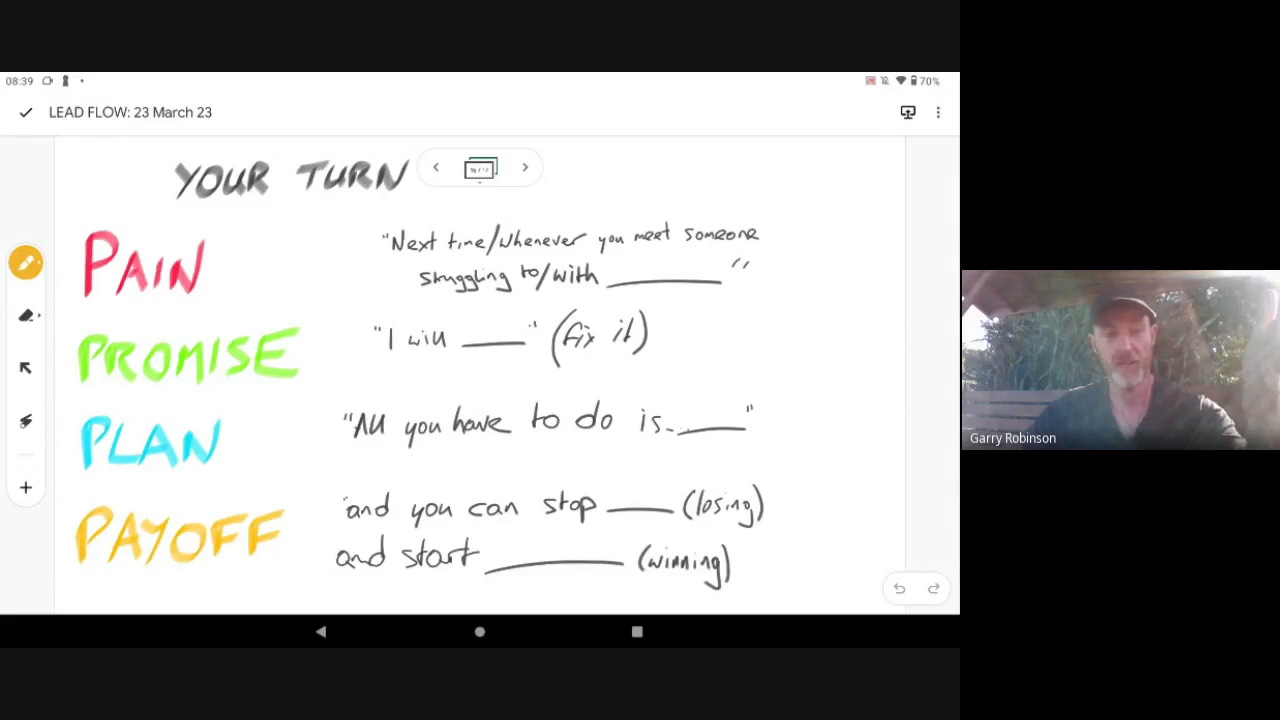 08:39
70%
LEAD FLOW: 23 March 23
YOUR TURN
PAIN
"Next time/Whenever you meet someone
struggling to/with ______"
PROMISE
"I will ____" (fix it)
PLAN
"All you have to do is.. ____"
PAYOFF
and you can stop ____ (losing)
and start ________ (winning)
Garry Robinson